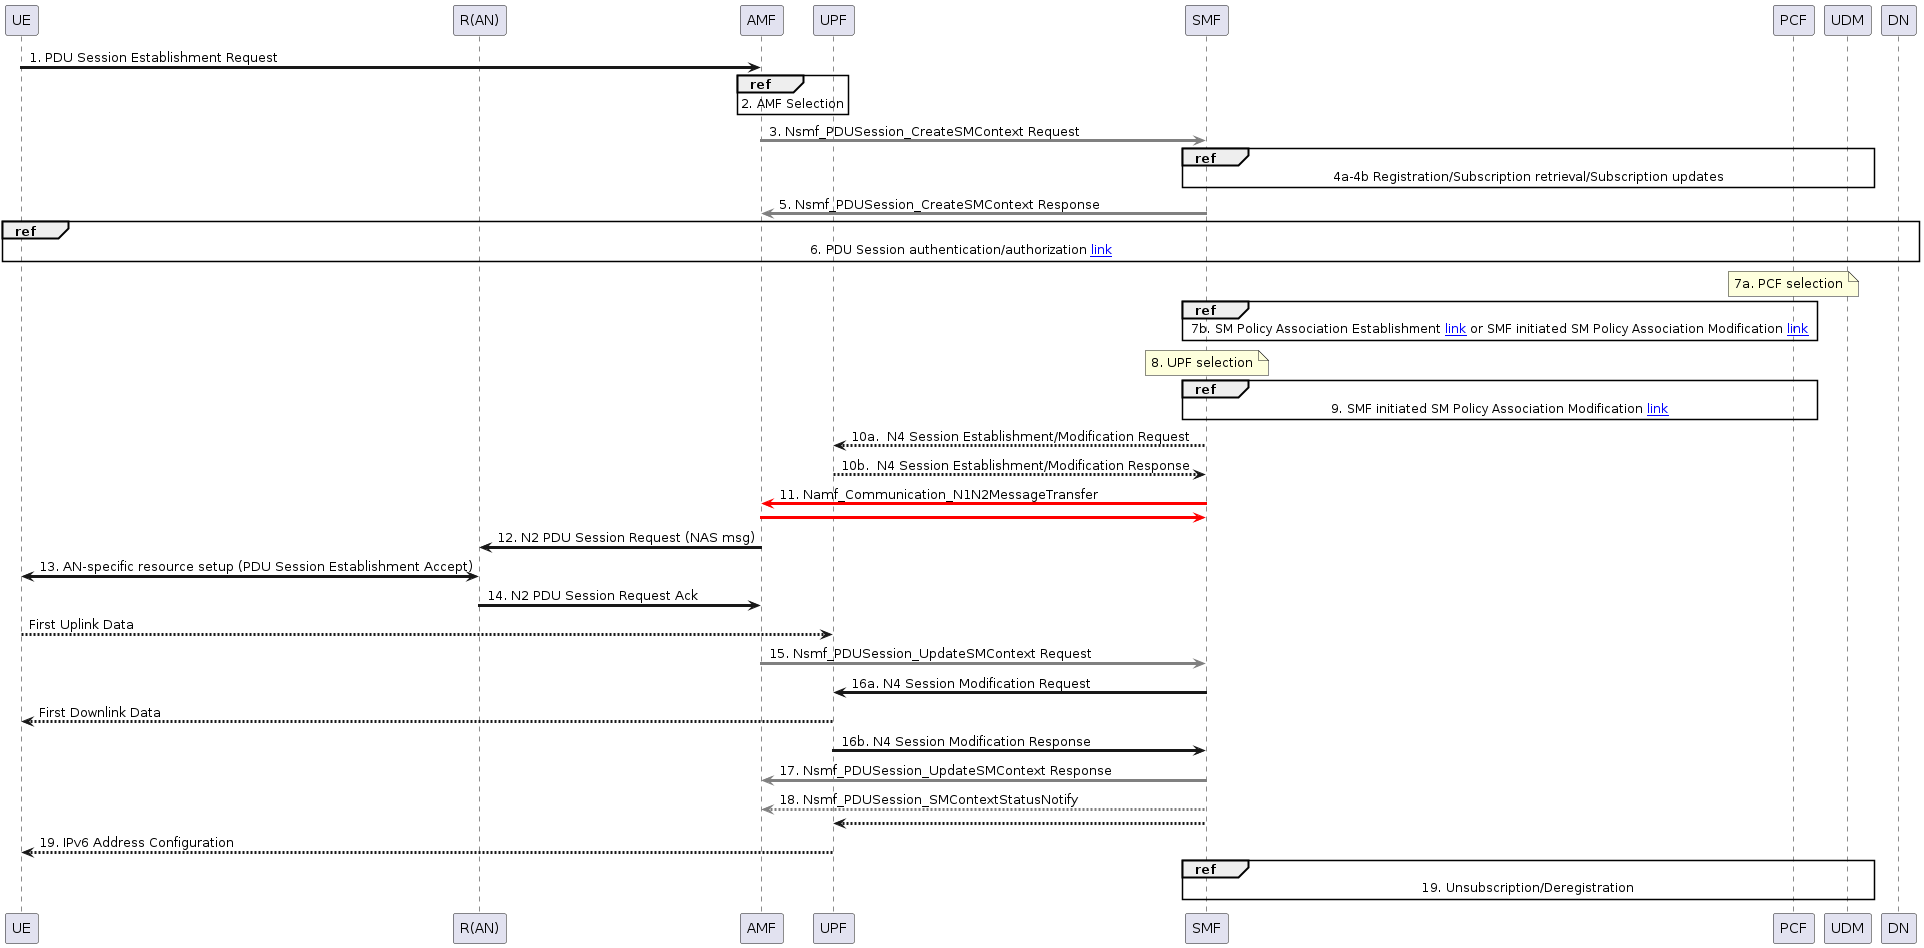 UE R(AN) AMF UPF SMF PCF UDM DN
1. PDU Session Establishment Request
ref
2. AMF Selection
3. Nsmf_PDUSession_CreateSMContext Request
ref
4a-4b Registration/Subscription retrieval/Subscription updates
5. Nsmf_PDUSession_CreateSMContext Response
ref
6. PDU Session authentication/authorization link
7a. PCF selection
ref
7b. SM Policy Association Establishment link or SMF initiated SM Policy Association Modification link
8. UPF selection
ref
9. SMF initiated SM Policy Association Modification link
10a.  N4 Session Establishment/Modification Request
10b.  N4 Session Establishment/Modification Response
11. Namf_Communication_N1N2MessageTransfer
12. N2 PDU Session Request (NAS msg)
13. AN-specific resource setup (PDU Session Establishment Accept)
14. N2 PDU Session Request Ack
First Uplink Data
15. Nsmf_PDUSession_UpdateSMContext Request
16a. N4 Session Modification Request
First Downlink Data
16b. N4 Session Modification Response
17. Nsmf_PDUSession_UpdateSMContext Response
18. Nsmf_PDUSession_SMContextStatusNotify
19. IPv6 Address Configuration
ref
19. Unsubscription/Deregistration
UE R(AN) AMF UPF SMF PCF UDM DN